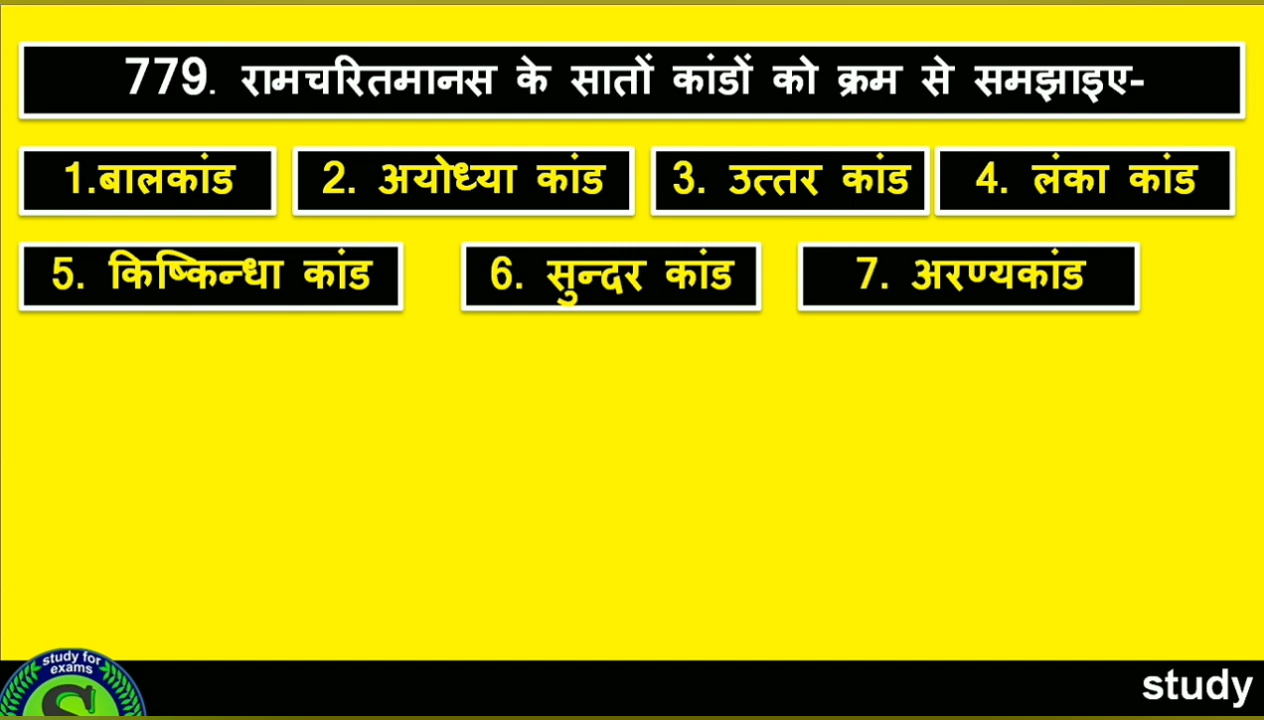 779. रामचरितमानस के सातों कांडों को क्रम से समझाइए-
1.बालकांड 2. अयोध्या कांड 3. उत्तर कांड 4. लंका कांड
5. किष्किन्धा कांड 6. सुन्दर कांड 7. अरण्यकांड
study for
exams
S
study